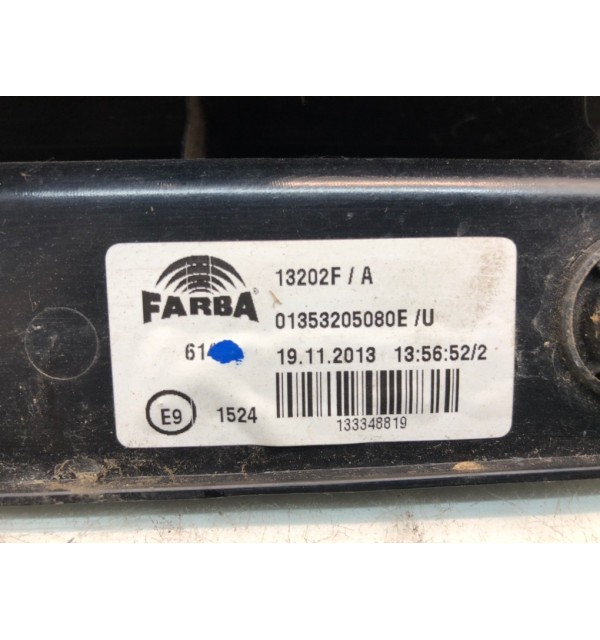 FARBA®
13202F / A
01353205080E /U
19.11.2013 13:56:52/2
E9 1524
133348819